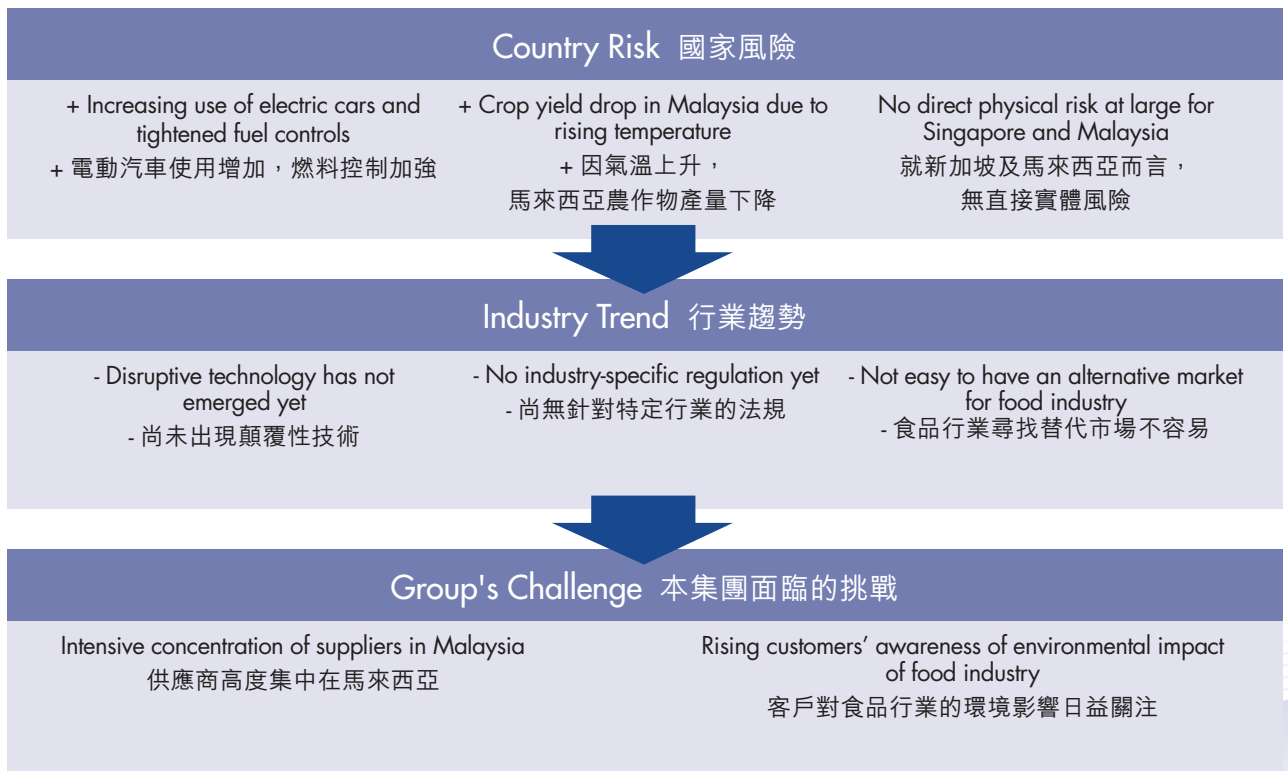 Country Risk 國家風險
+ Increasing use of electric cars and
tightened fuel controls
+ 電動汽車使用增加，燃料控制加強
+ Crop yield drop in Malaysia due to
rising temperature
+ 因氣溫上升，
馬來西亞農作物產量下降
No direct physical risk at large for
Singapore and Malaysia
就新加坡及馬來西亞而言，
無直接實體風險
Industry Trend 行業趨勢
- Disruptive technology has not
emerged yet
- 尚未出現顛覆性技術
- No industry-specific regulation yet
- 尚無針對特定行業的法規
- Not easy to have an alternative market
for food industry
- 食品行業尋找替代市場不容易
Group's Challenge 本集團面臨的挑戰
Intensive concentration of suppliers in Malaysia
供應商高度集中在馬來西亞
Rising customers’ awareness of environmental impact
of food industry
客戶對食品行業的環境影響日益關注